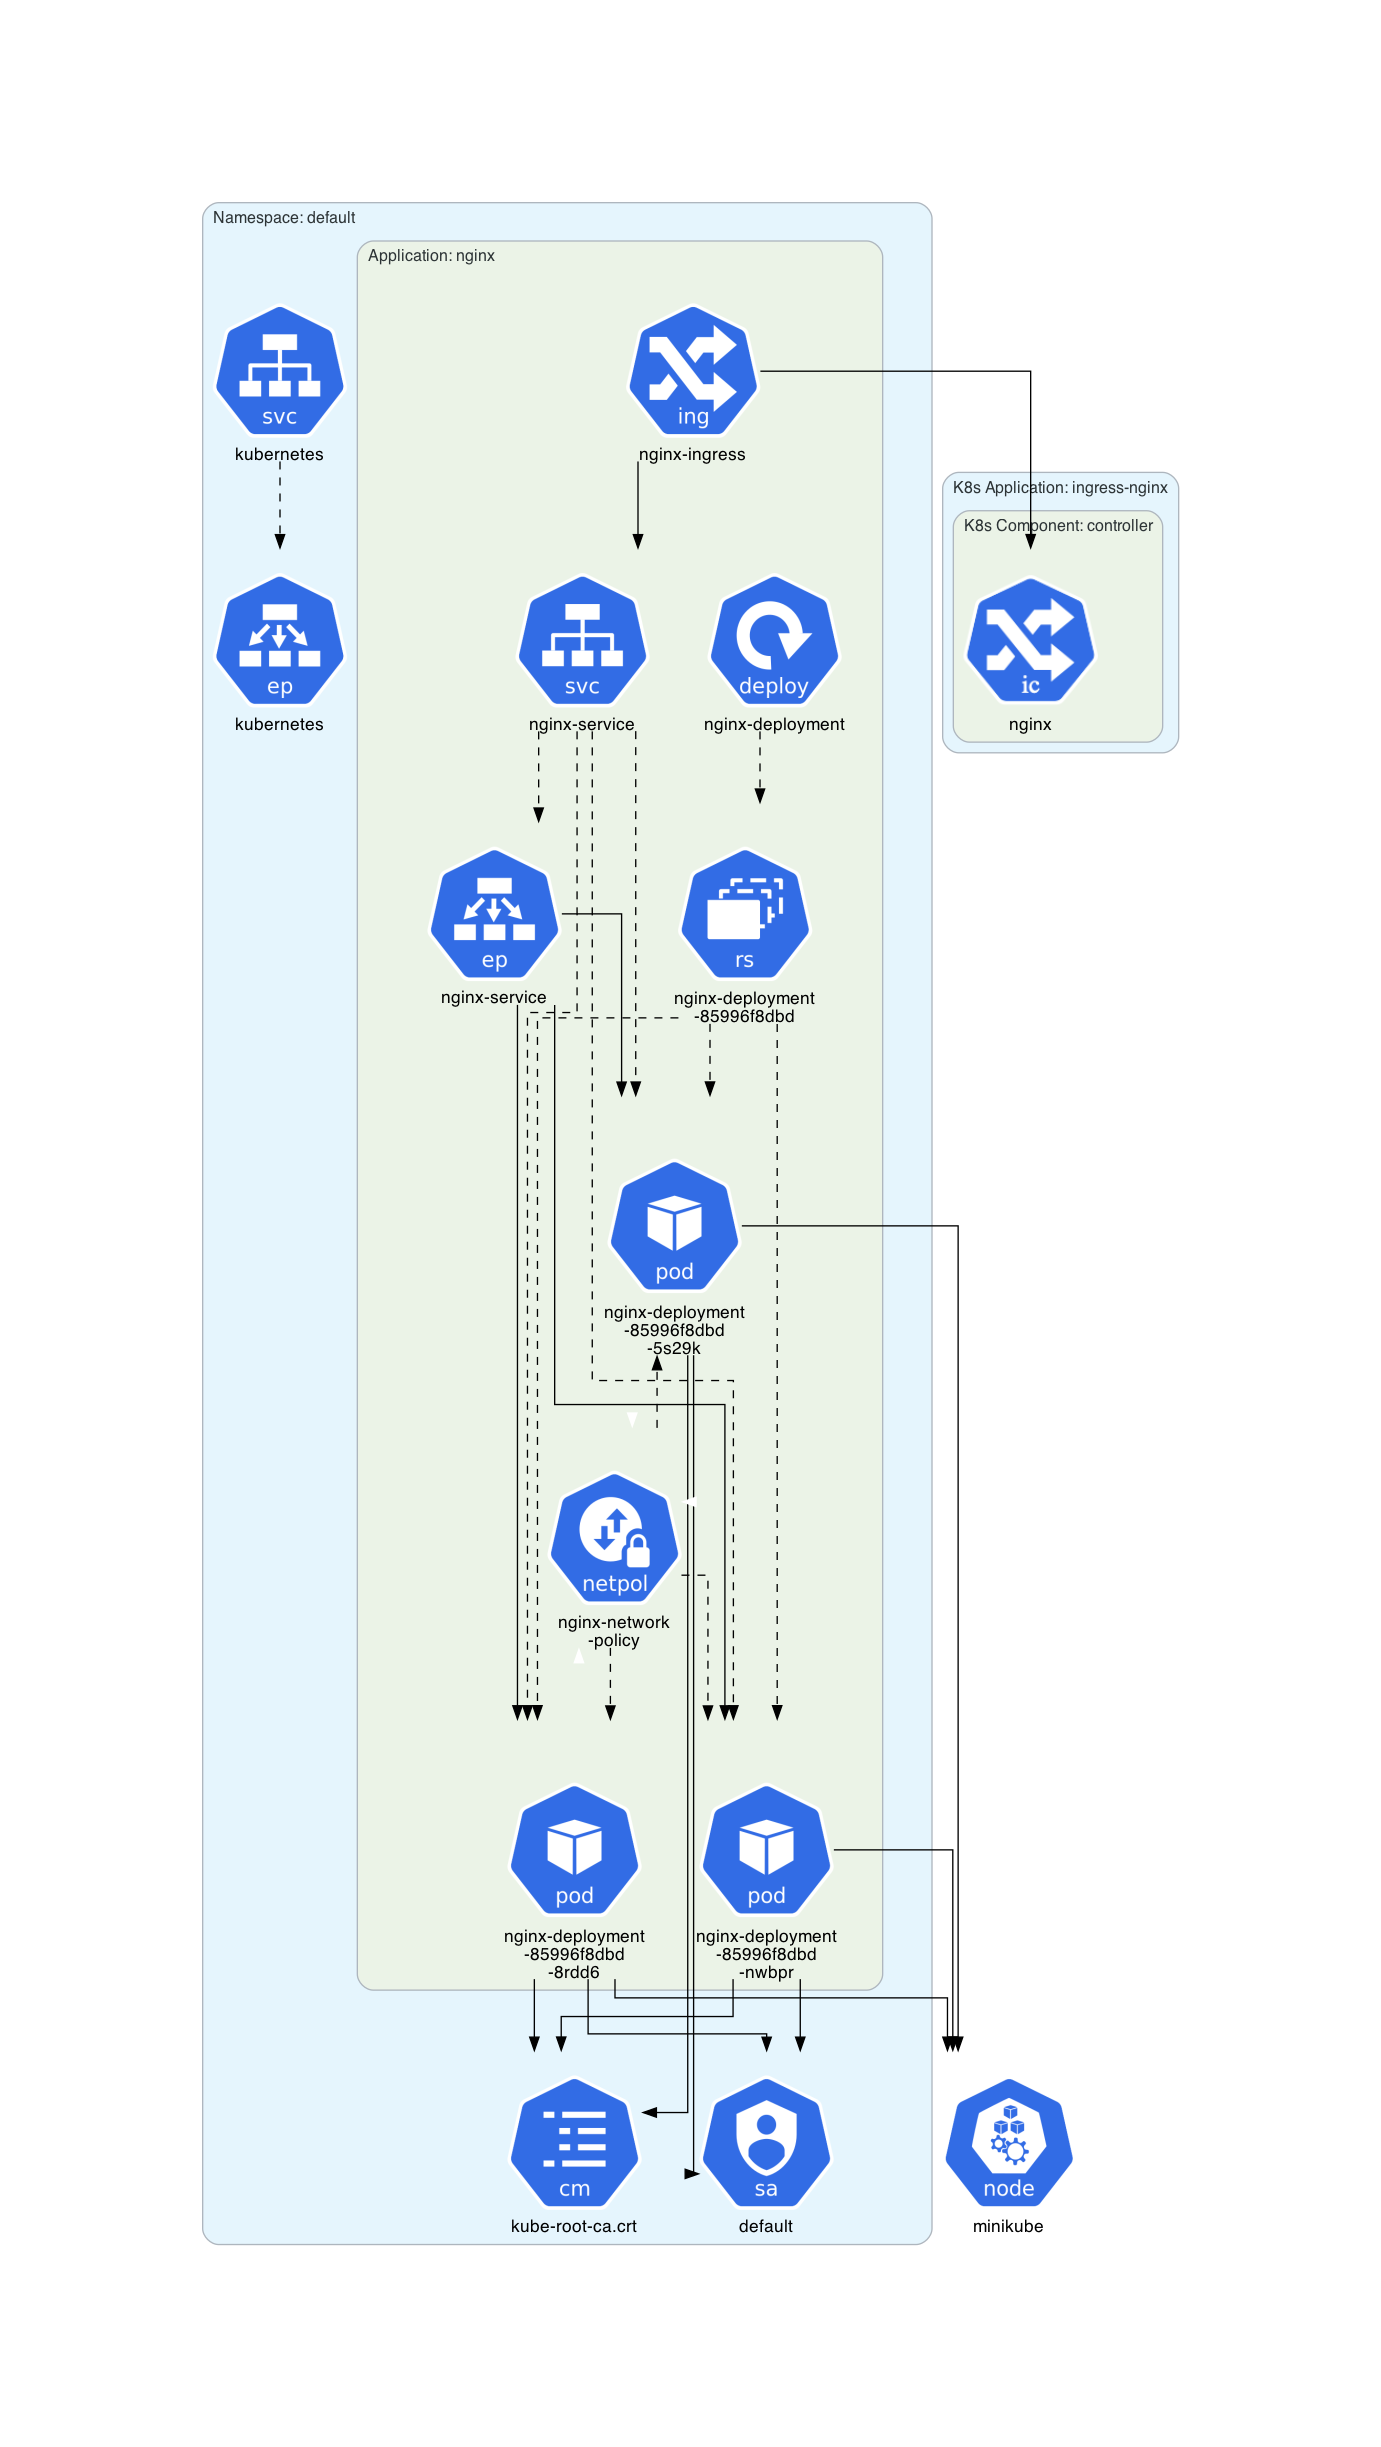 Namespace: default
Application: nginx
svc
ing
kubernetes
nginx-ingress
K8s Application: ingress-nginx
K8s Component: controller
ep
svc
deploy
ic
kubernetes
nginx-service
nginx-deployment
nginx
ep
rs
nginx-service
nginx-deployment
-85996f8dbd
pod
nginx-deployment
-85996f8dbd
-5s29k
netpol
nginx-network
-policy
pod
pod
nginx-deployment
-85996f8dbd
-8rdd6
nginx-deployment
-85996f8dbd
-nwbpr
cm
sa
node
kube-root-ca.crt
default
minikube